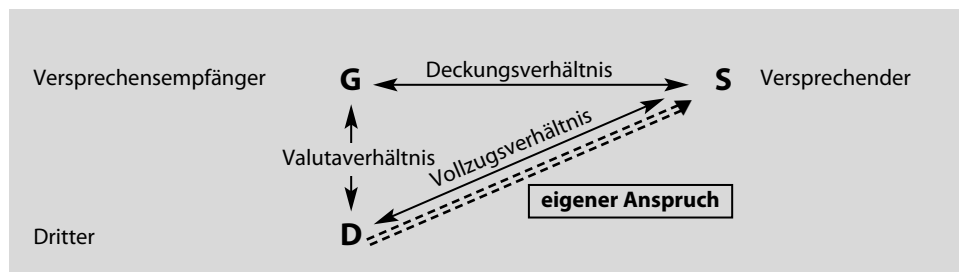 Versprechensempfänger G Deckungsverhältnis S Versprechender
Valutaverhältnis Vollzugsverhältnis
eigener Anspruch
Dritter D